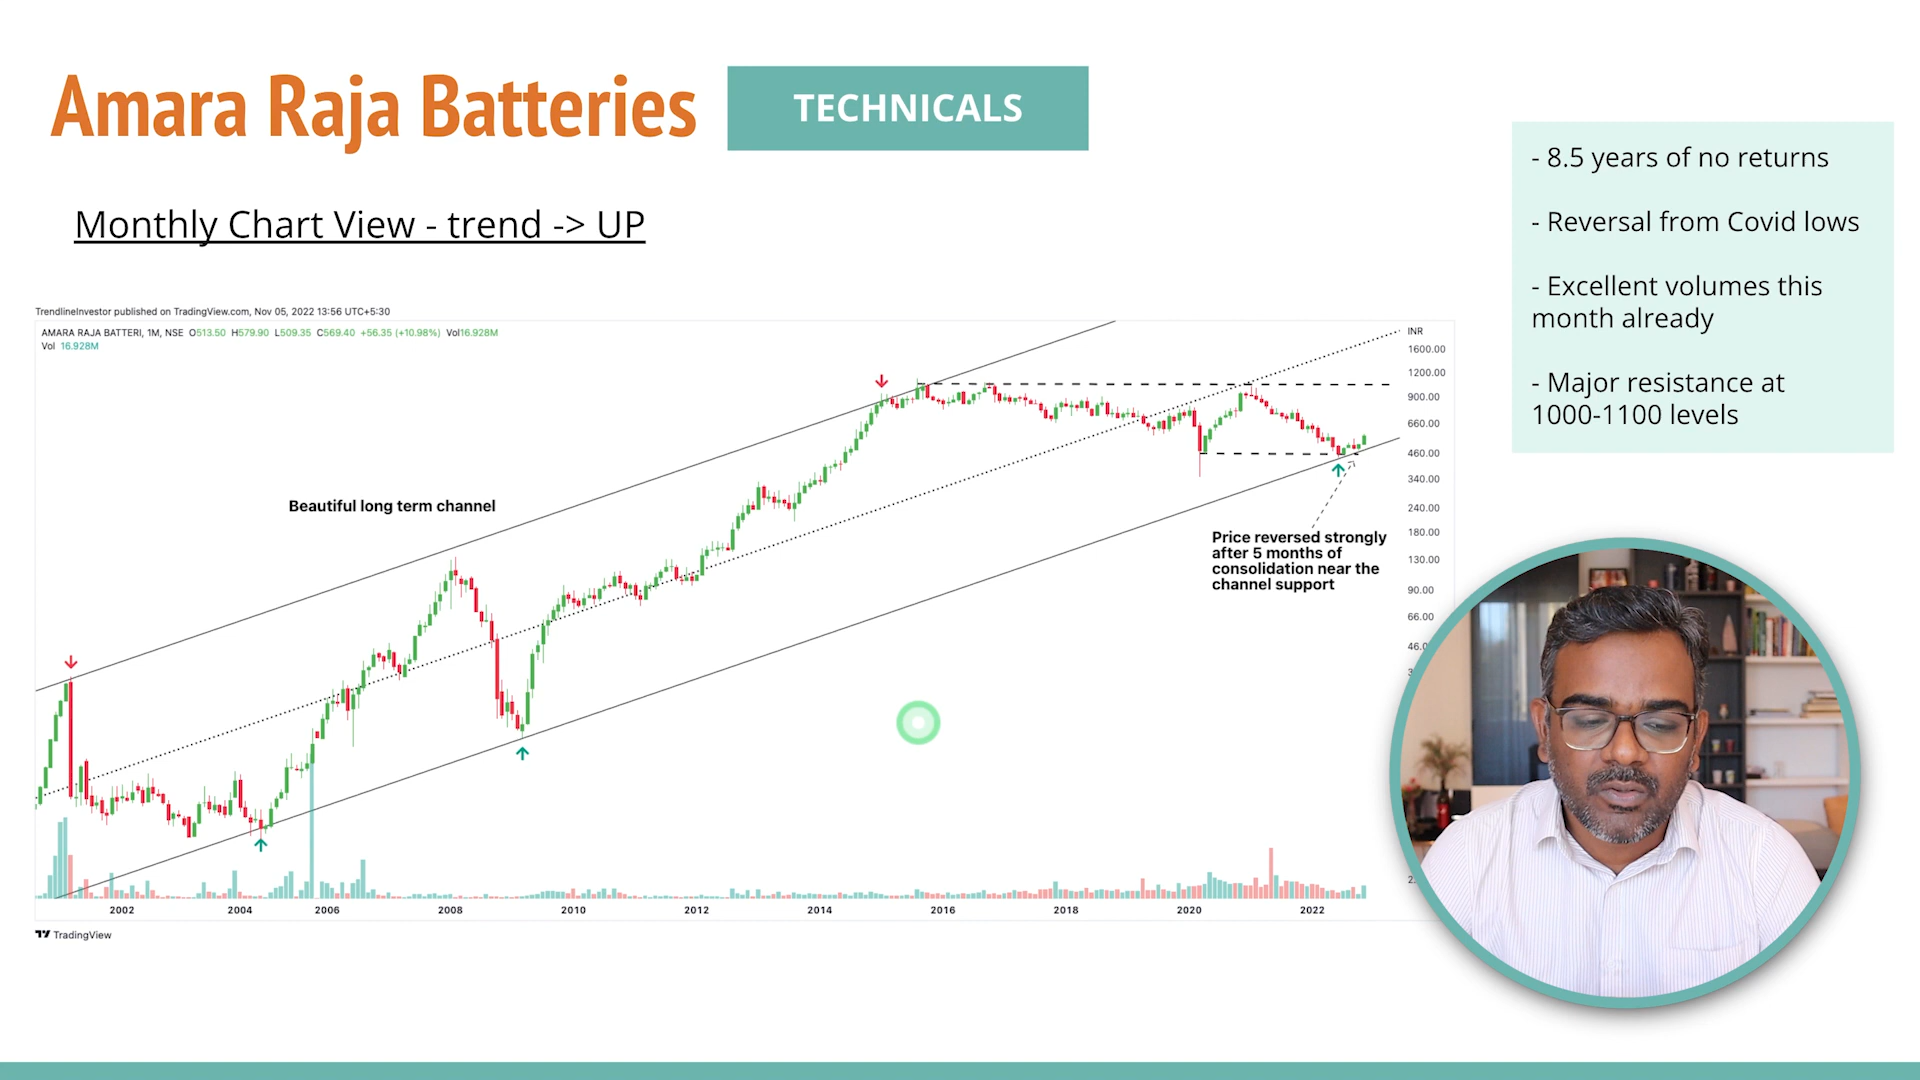 Amara Raja Batteries
TECHNICALS
Monthly Chart View - trend -> UP
- 8.5 years of no returns
- Reversal from Covid lows
- Excellent volumes this
month already
- Major resistance at
1000-1100 levels
TrendlineInvestor published on TradingView.com, Nov 05, 2022 13:56 UTC+5:30
AMARA RAJA BATTERI, 1M, NSE O513.50 H579.90 L509.35 C569.40 +56.35 (+10.98%) Vol16.928M
Vol 16.928M
INR
1600.00
1200.00
900.00
660.00
460.00
340.00
240.00
180.00
130.00
90.00
66.00
Beautiful long term channel
Price reversed strongly
after 5 months of
consolidation near the
channel support
2002 2004 2006 2008 2010 2012 2014 2016 2018 2020 2022
TradingView